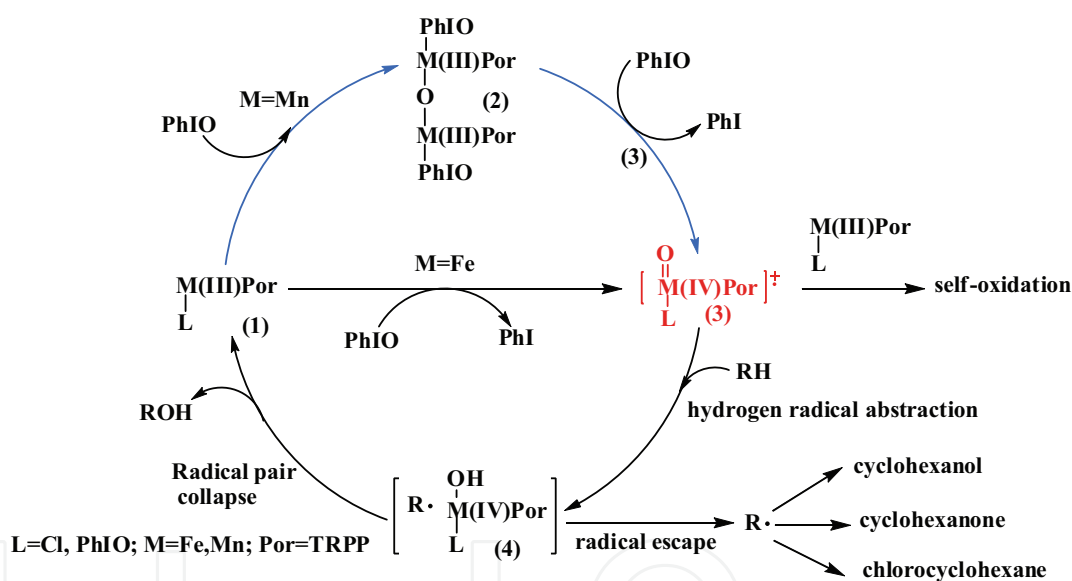 PhIO
M(III)Por
O
(2)
M(III)Por
PhIO
M=Mn
PhIO
PhIO
PhI
(3)
M(III)Por
L
(1)
M=Fe
PhIO
PhI
O
[ M(IV)Por ]‡
L
(3)
M(III)Por
L
self-oxidation
RH
hydrogen radical abstraction
ROH
Radical pair
collapse
OH
R· M(IV)Por
L
(4)
radical escape
R·
cyclohexanol
cyclohexanone
chlorocyclohexane
L=Cl, PhIO; M=Fe,Mn; Por=TRPP